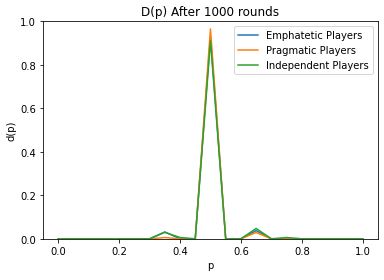 D(p) After 1000 rounds
Emphatetic Players
Pragmatic Players
Independent Players
1.0
0.8
0.6
0.4
0.2
0.0
d(p)
0.0 0.2 0.4 0.6 0.8 1.0
p